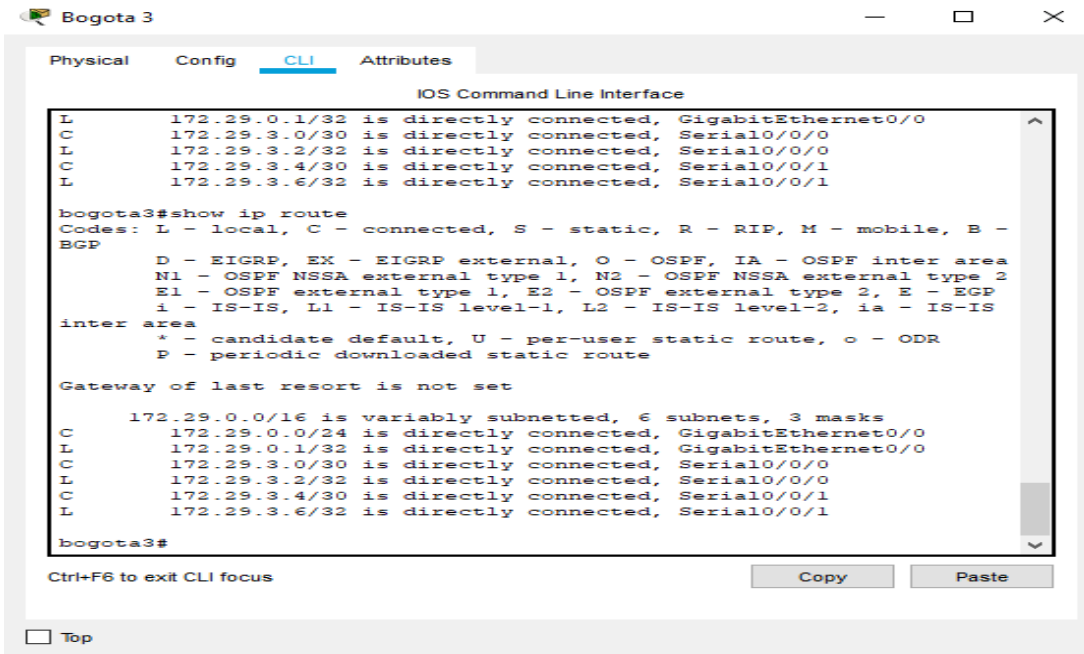 Bogota 3
Physical Config CLI Attributes
IOS Command Line Interface
L 172.29.0.1/32 is directly connected, GigabitEthernet0/0
C 172.29.3.0/30 is directly connected, Serial0/0/0
L 172.29.3.2/32 is directly connected, Serial0/0/0
C 172.29.3.4/30 is directly connected, Serial0/0/1
L 172.29.3.6/32 is directly connected, Serial0/0/1
bogota3#show ip route
Codes: L - local, C - connected, S - static, R - RIP, M - mobile, B -
BGP
D - EIGRP, EX - EIGRP external, O - OSPF, IA - OSPF inter area
N1 - OSPF NSSA external type 1, N2 - OSPF NSSA external type 2
E1 - OSPF external type 1, E2 - OSPF external type 2, E - EGP
i - IS-IS, L1 - IS-IS level-1, L2 - IS-IS level-2, ia - IS-IS
inter area
* - candidate default, U - per-user static route, o - ODR
P - periodic downloaded static route
Gateway of last resort is not set
172.29.0.0/16 is variably subnetted, 6 subnets, 3 masks
C 172.29.0.0/24 is directly connected, GigabitEthernet0/0
L 172.29.0.1/32 is directly connected, GigabitEthernet0/0
C 172.29.3.0/30 is directly connected, Serial0/0/0
L 172.29.3.2/32 is directly connected, Serial0/0/0
C 172.29.3.4/30 is directly connected, Serial0/0/1
L 172.29.3.6/32 is directly connected, Serial0/0/1
bogota3#
Ctrl+F6 to exit CLI focus Copy Paste
Top